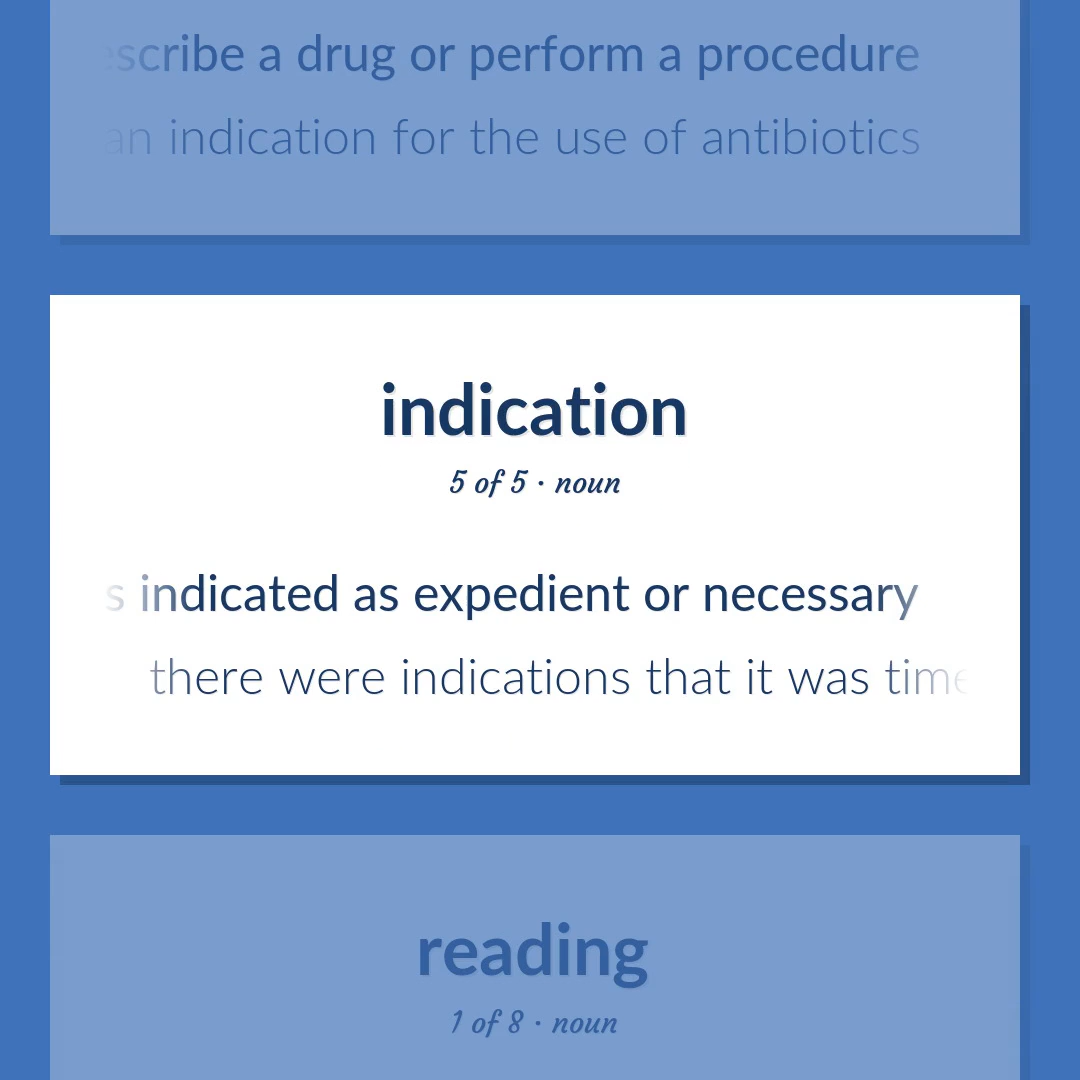 scribe a drug or perform a procedure
an indication for the use of antibiotics
indication
5 of 5 · noun
s indicated as expedient or necessary
there were indications that it was time
reading
1 of 8 · noun